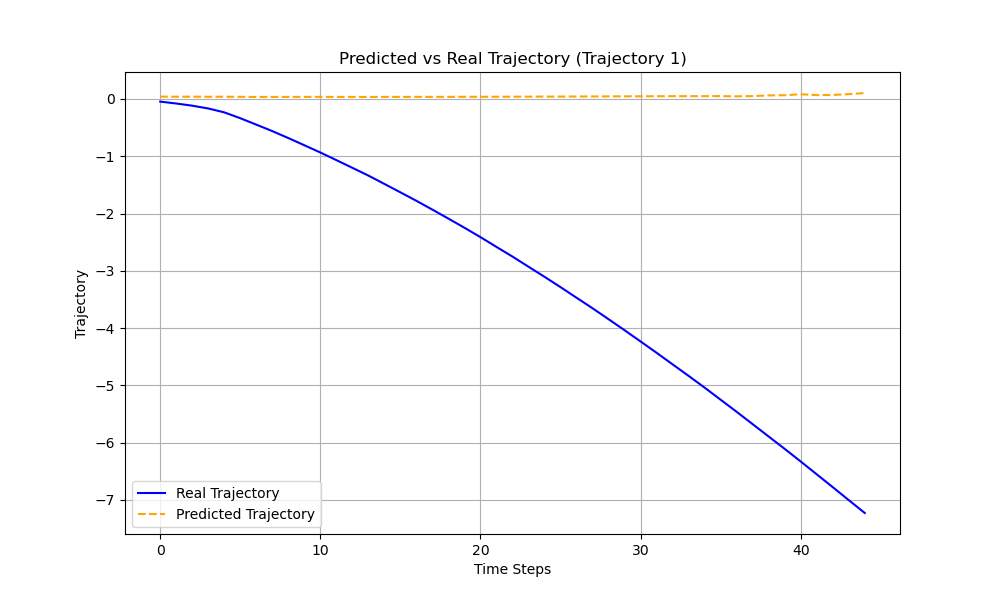 Predicted vs Real Trajectory (Trajectory 1)
0
−1
−2
−3
−4
−5
−6
−7
Trajectory
Real Trajectory
Predicted Trajectory
0 10 20 30 40
Time Steps